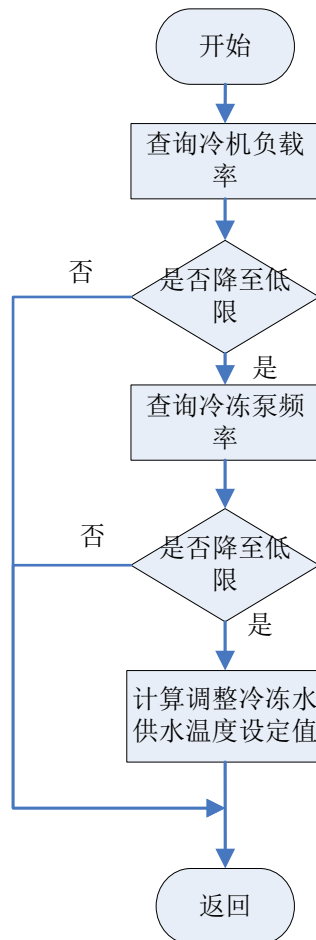 开始
查询冷机负载
率
否
是否降至低
限
是
查询冷冻泵频
率
否
是否降至低
限
是
计算调整冷冻水
供水温度设定值
返回